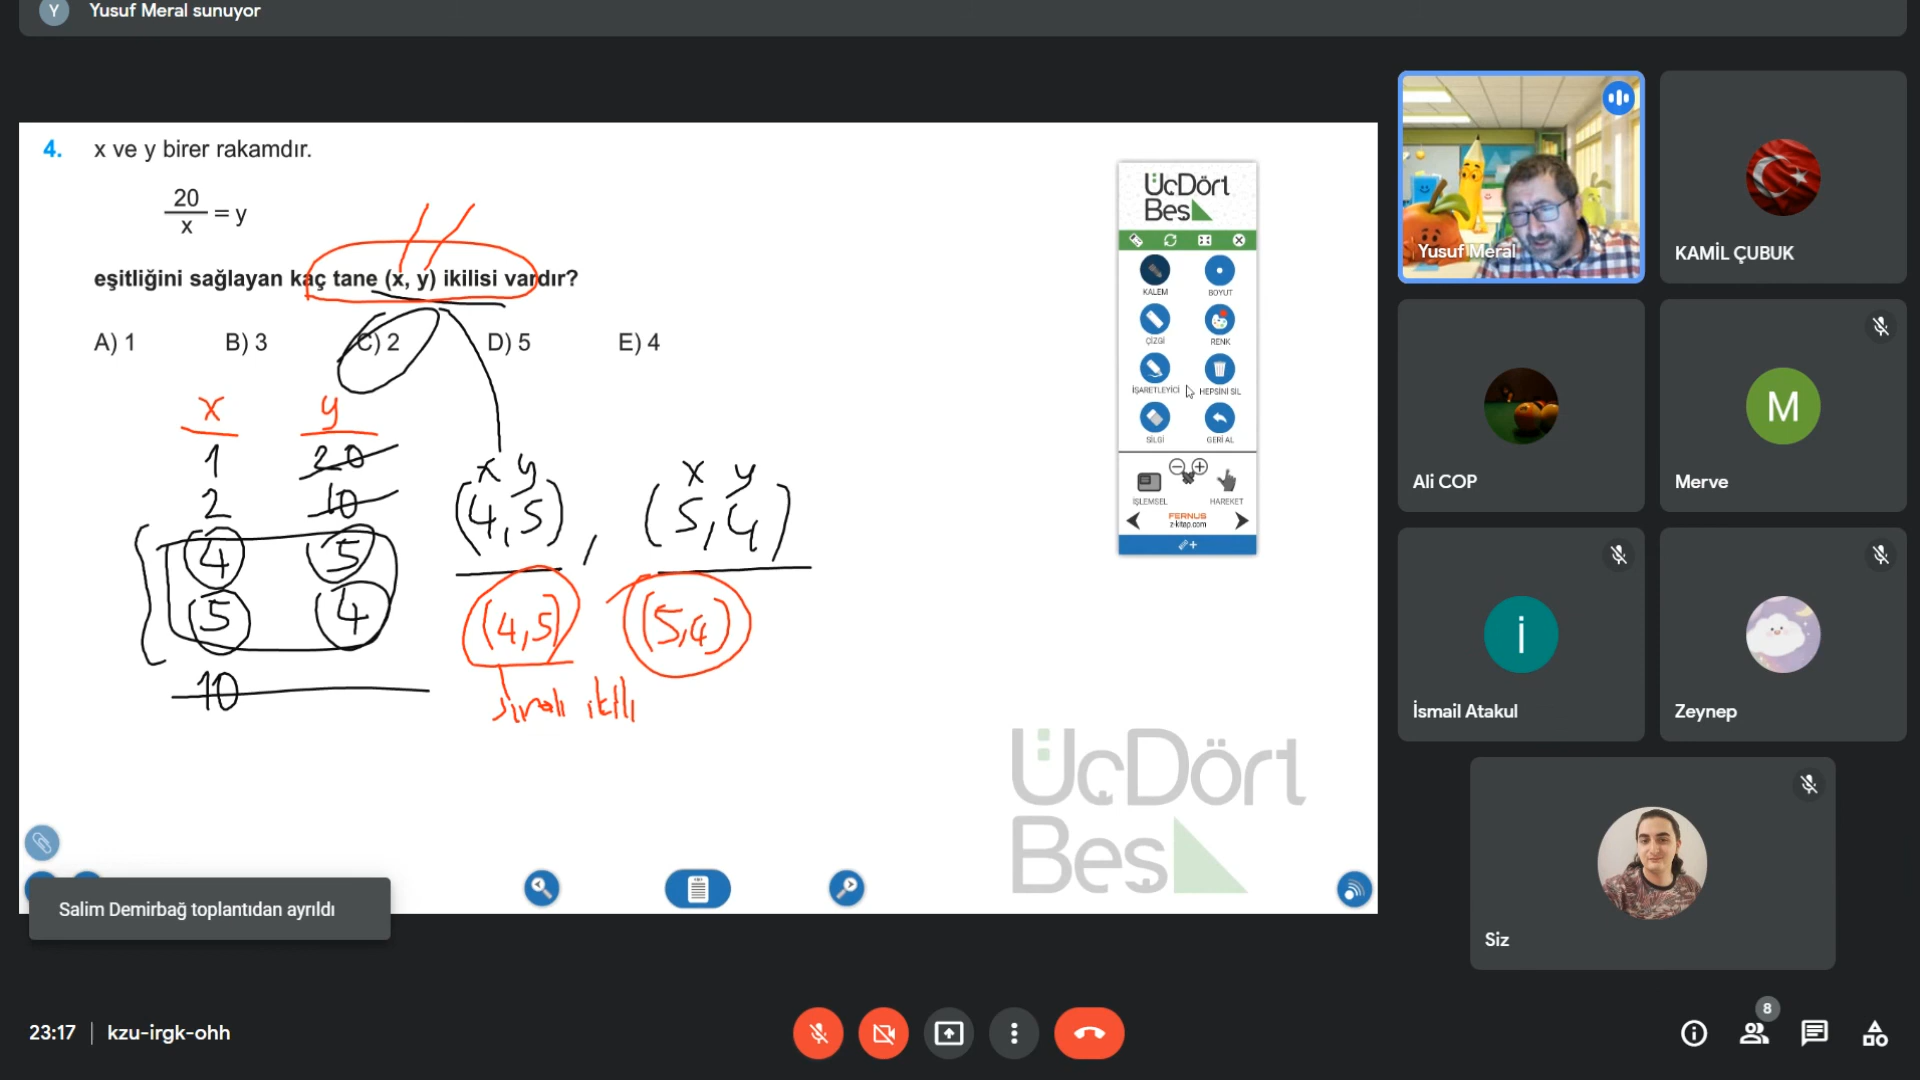 Y Yusuf Meral sunuyor
4. x ve y birer rakamdır.
20
x
= y
eşitliğini sağlayan kaç tane (x, y) ikilisi vardır?
A) 1 B) 3 C) 2 D) 5 E) 4
x y
1 20
2 10
4 5
5 4
10
x y
(4,5) ,
x y
(5,4)
(4,5) (5,4)
sıralı ikili
ÜçDört
Beş
KALEM BOYUT
ÇİZGİ RENK
İŞARETLEYİCİ HEPSİNİ SİL
SİLGİ GERİ AL
İŞLEMSEL HAREKET
FERNUS
z-kitap.com
ÜçDört
Beş
Salim Demirbağ toplantıdan ayrıldı
Yusuf Meral
KAMİL ÇUBUK
Ali COP
M
Merve
İ
İsmail Atakul
Zeynep
Siz
23:17 | kzu-irgk-ohh
8